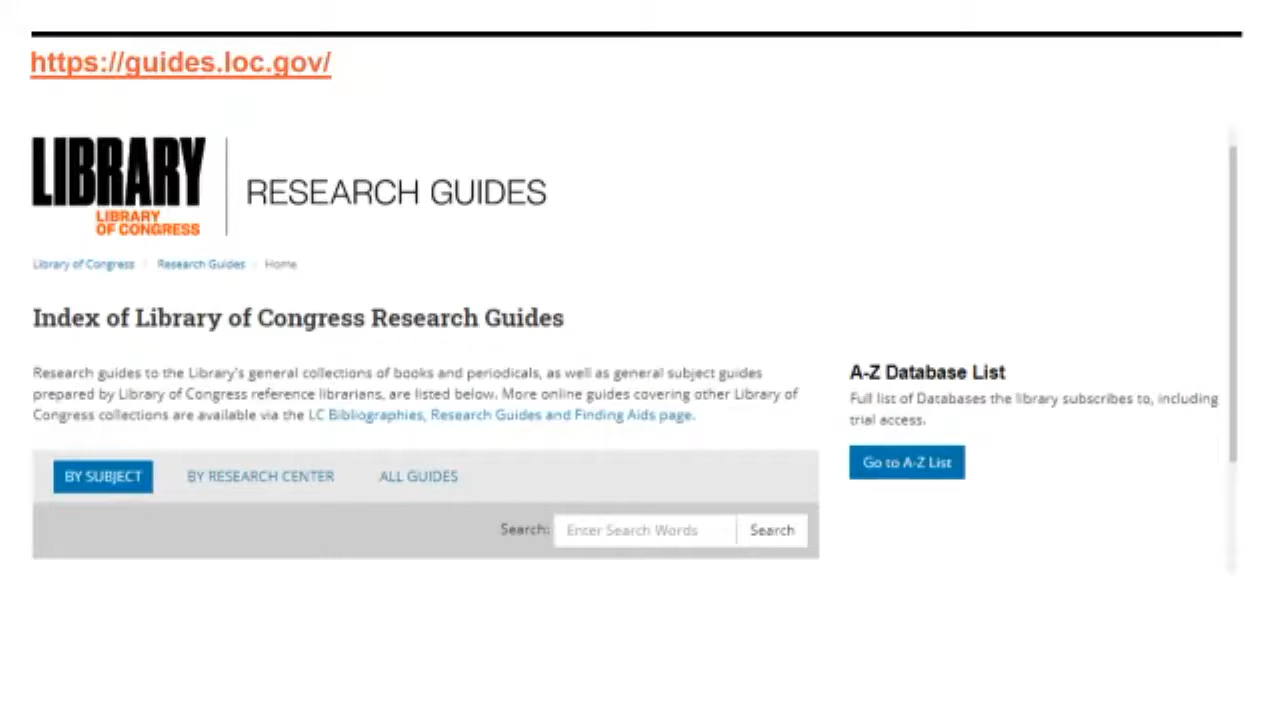 https://guides.loc.gov/
LIBRARY
LIBRARY
OF CONGRESS
RESEARCH GUIDES
Library of Congress / Research Guides / Home
Index of Library of Congress Research Guides
Research guides to the Library's general collections of books and periodicals, as well as general subject guides
prepared by Library of Congress reference librarians, are listed below. More online guides covering other Library of
Congress collections are available via the LC Bibliographies, Research Guides and Finding Aids page.
A-Z Database List
Full list of Databases the library subscribes to, including
trial access.
Go to A-Z List
BY SUBJECT BY RESEARCH CENTER ALL GUIDES
Search: Enter Search Words Search